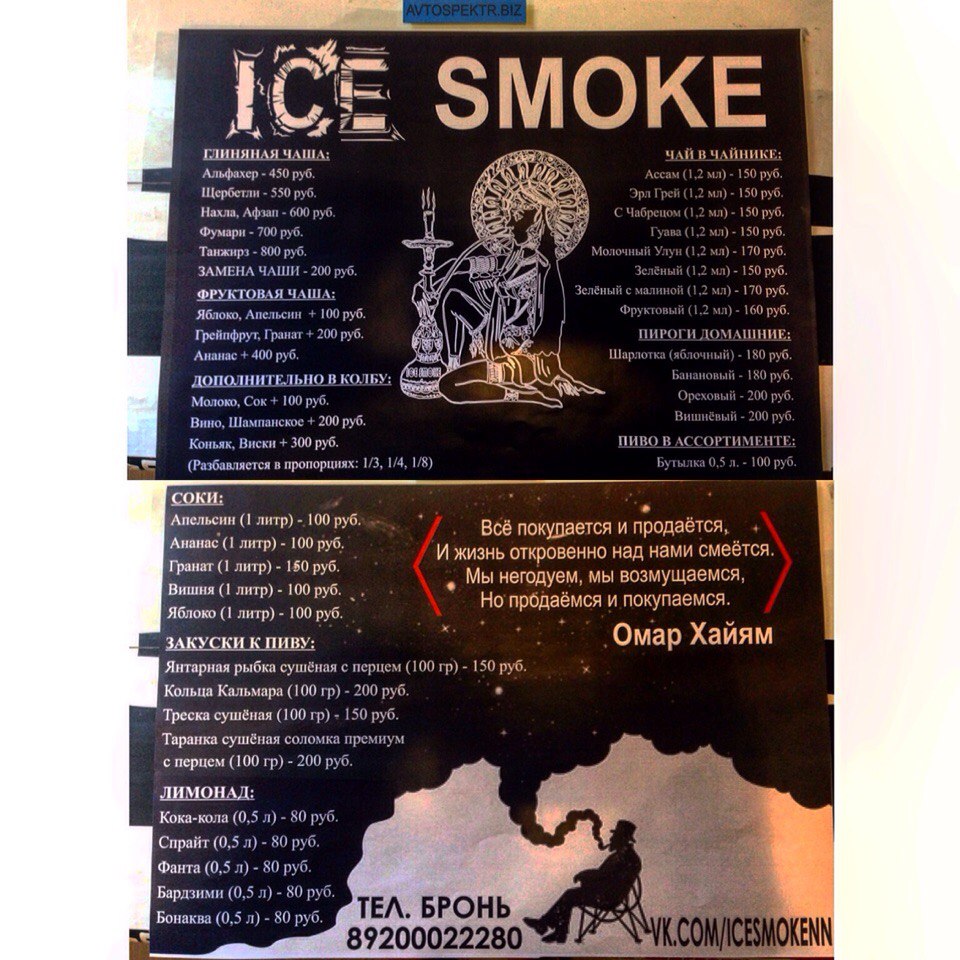 AVTOSPEKTR.BIZ
ICE SMOKE
ГЛИНЯНАЯ ЧАША:
Альфахер - 450 руб.
Щербетли - 550 руб.
Нахла, Афзап - 600 руб.
Фумари - 700 руб.
Танжирз - 800 руб.
ЗАМЕНА ЧАШИ - 200 руб.
ФРУКТОВАЯ ЧАША:
Яблоко, Апельсин + 100 руб.
Грейпфрут, Гранат + 200 руб.
Ананас + 400 руб.
ДОПОЛНИТЕЛЬНО В КОЛБУ:
Молоко, Сок + 100 руб.
Вино, Шампанское + 200 руб.
Коньяк, Виски + 300 руб.
(Разбавляется в пропорциях: 1/3, 1/4, 1/8)
ICE SMOKE
ЧАЙ В ЧАЙНИКЕ:
Ассам (1,2 мл) - 150 руб.
Эрл Грей (1,2 мл) - 150 руб.
С Чабрецом (1,2 мл) - 150 руб.
Гуава (1,2 мл) - 150 руб.
Молочный Улун (1,2 мл) - 170 руб.
Зелёный (1,2 мл) - 150 руб.
Зелёный с малиной (1,2 мл) - 170 руб.
Фруктовый (1,2 мл) - 160 руб.
ПИРОГИ ДОМАШНИЕ:
Шарлотка (яблочный) - 180 руб.
Банановый - 180 руб.
Ореховый - 200 руб.
Вишнёвый - 200 руб.
ПИВО В АССОРТИМЕНТЕ:
Бутылка 0,5 л. - 100 руб.
СОКИ:
Апельсин (1 литр) - 100 руб.
Ананас (1 литр) - 100 руб.
Гранат (1 литр) - 150 руб.
Вишня (1 литр) - 100 руб.
Яблоко (1 литр) - 100 руб.
ЗАКУСКИ К ПИВУ:
Янтарная рыбка сушёная с перцем (100 гр) - 150 руб.
Кольца Кальмара (100 гр) - 200 руб.
Треска сушёная (100 гр) - 150 руб.
Таранка сушёная соломка премиум
с перцем (100 гр) - 200 руб.
ЛИМОНАД:
Кока-кола (0,5 л) - 80 руб.
Спрайт (0,5 л) - 80 руб.
Фанта (0,5 л) - 80 руб.
Бардзими (0,5 л) - 80 руб.
Бонаква (0,5 л) - 80 руб.
Всё покупается и продаётся,
И жизнь откровенно над нами смеётся.
Мы негодуем, мы возмущаемся,
Но продаёмся и покупаемся.
Омар Хайям
ТЕЛ. БРОНЬ
89200022280
VK.COM/ICESMOKENN